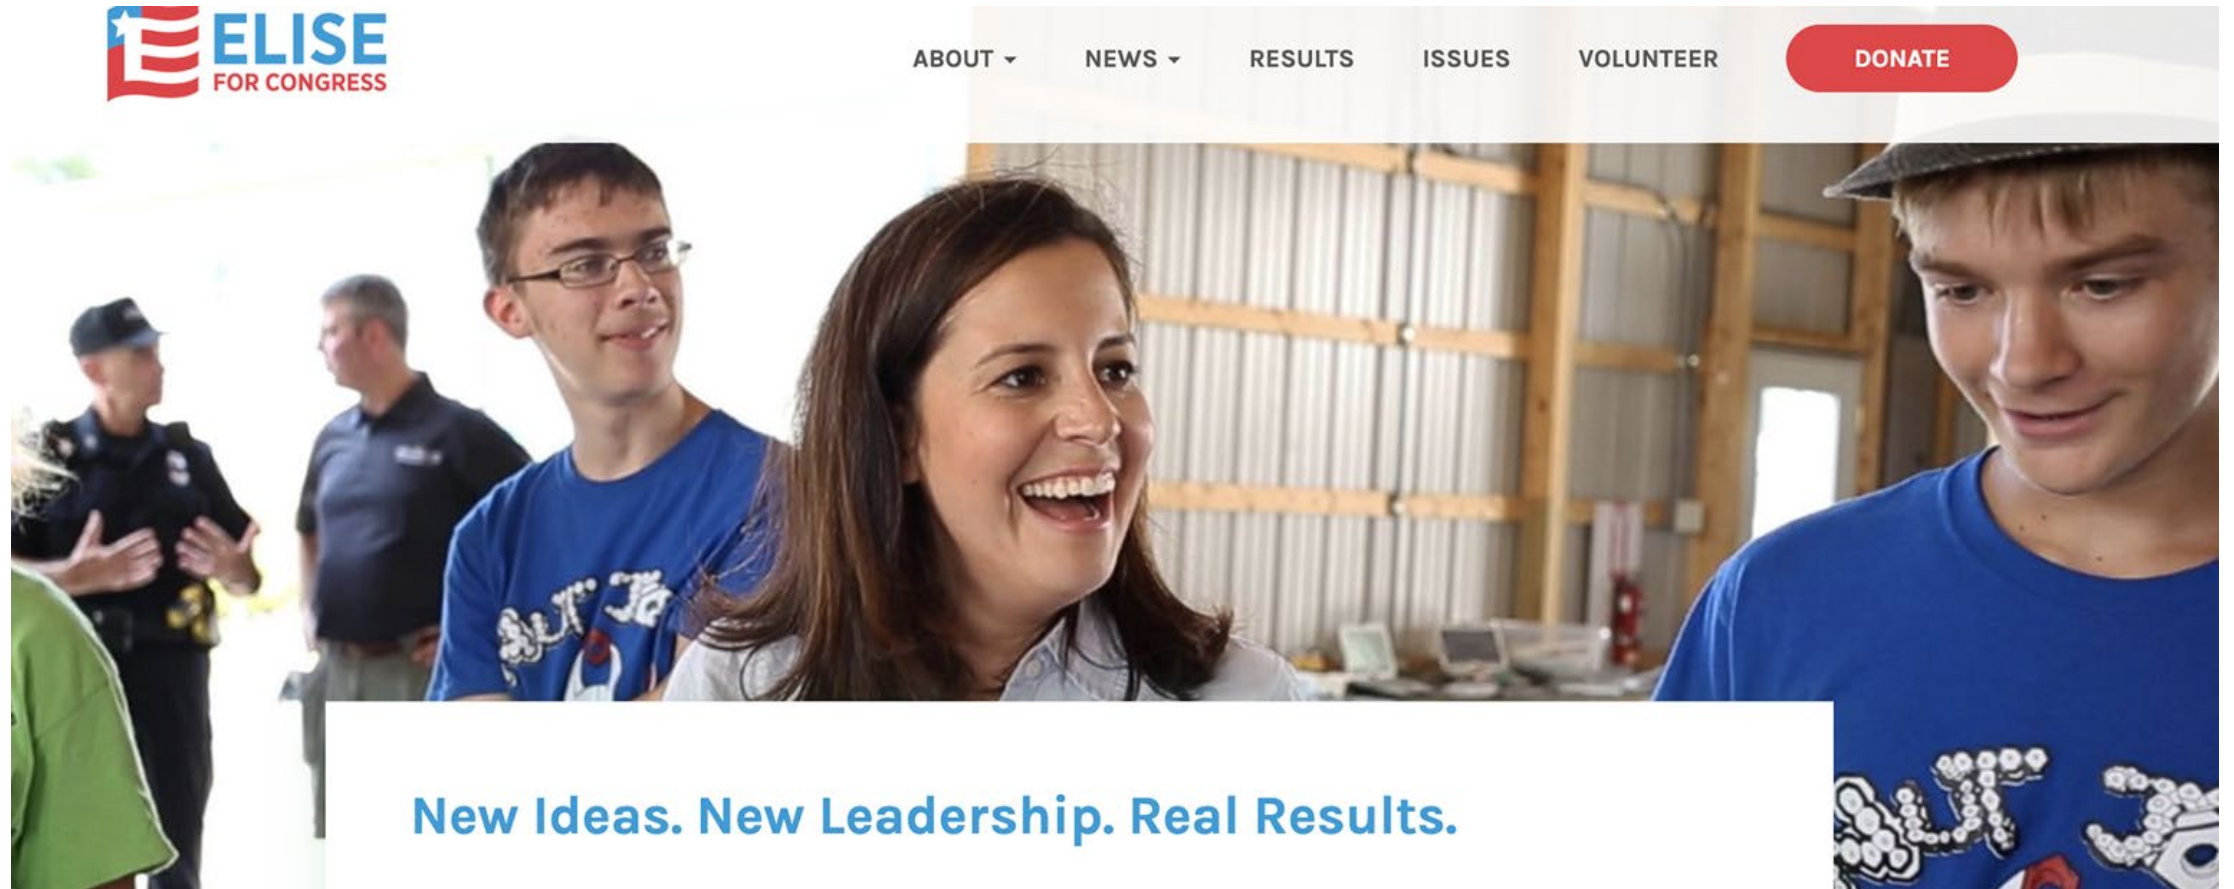 ELISE
FOR CONGRESS
ABOUT
NEWS
RESULTS
ISSUES
VOLUNTEER
DONATE
New Ideas. New Leadership. Real Results.